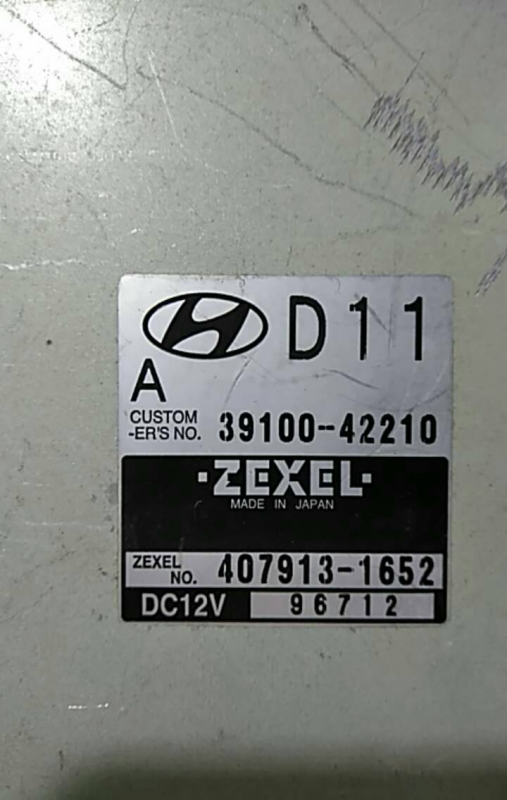 D11
A
CUSTOM
-ER'S NO. 39100-42210
·ZEXEL·
MADE IN JAPAN
ZEXEL
NO. 407913-1652
DC12V 96712